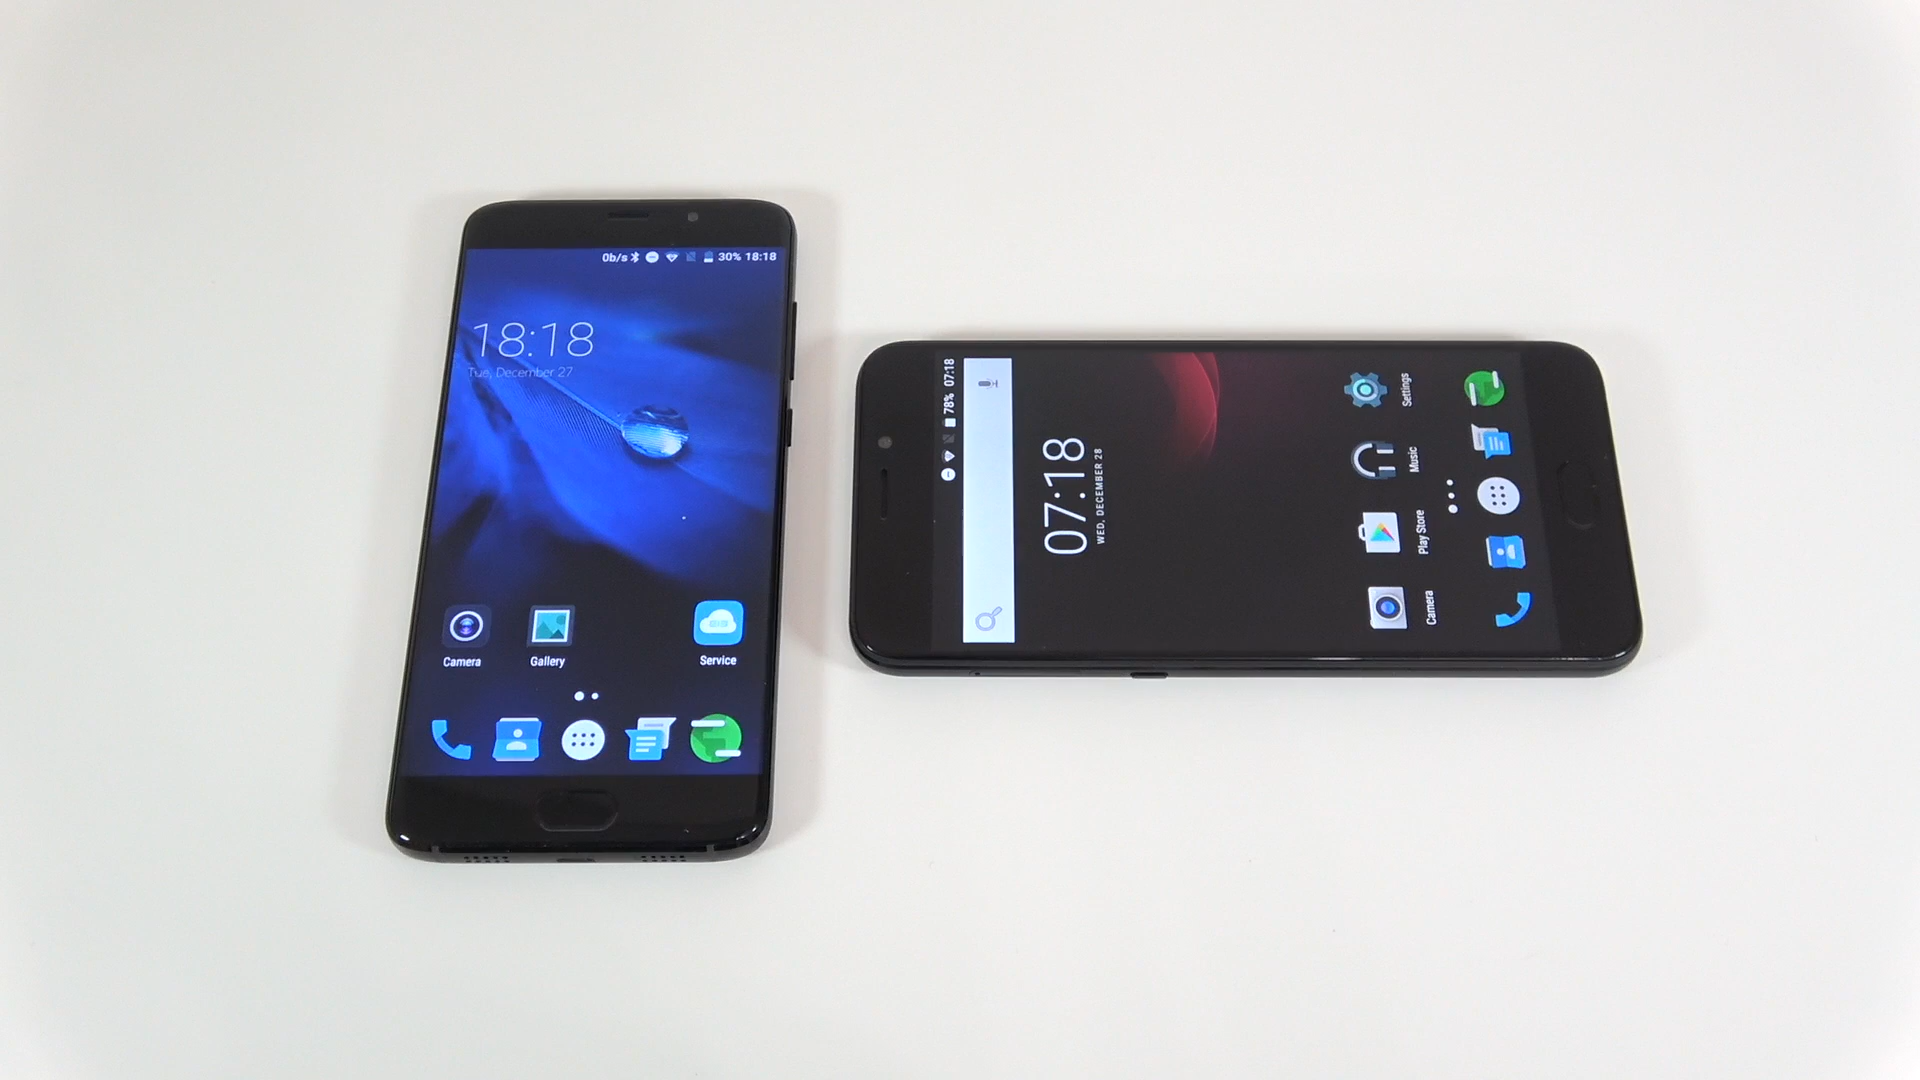 0b/s 30% 18:18
18:18
Tue, December 27
Camera Gallery Service
78% 07:18
07:18
WED, DECEMBER 28
Camera Play Store Music Settings